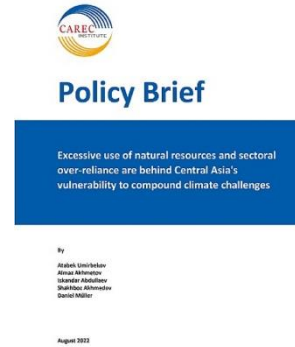 CAREC
INSTITUTE
Policy Brief
Excessive use of natural resources and sectoral
over-reliance are behind Central Asia's
vulnerability to compound climate challenges
By
Atabek Umirbekov
Almaz Akhmetov
Iskandar Abdullaev
Shakhboz Akhmedov
Daniel Müller
August 2022